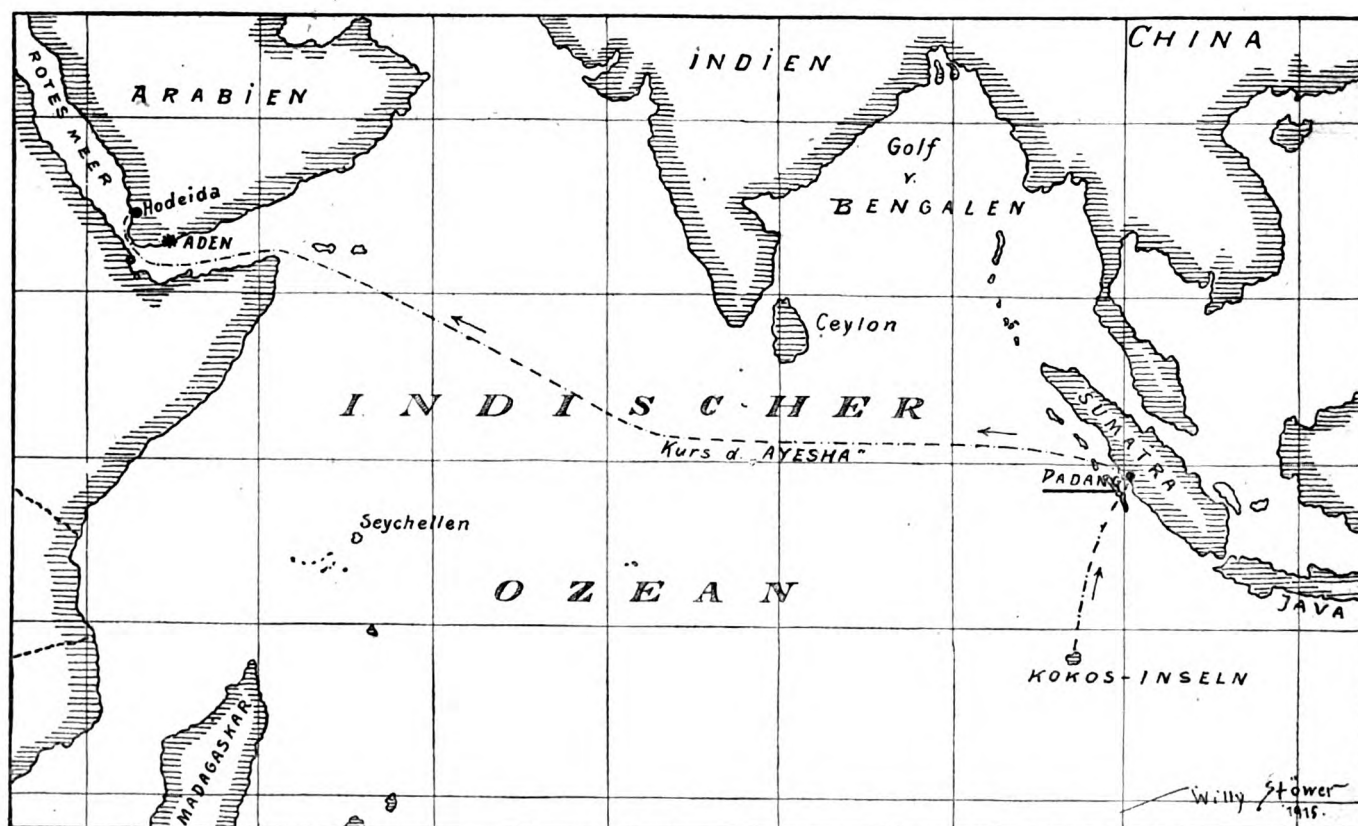 CHINA
INDIEN
ROTES MEER
ARABIEN
Golf
v.
BENGALEN
Hodeida
ADEN
Ceylon
INDISCHER
SUMATRA
Kurs d. „AYESHA“
PADANG
Seychellen
OZEAN
JAVA
KOKOS-INSELN
MADAGASKAR
Willy Stöwer
1915.